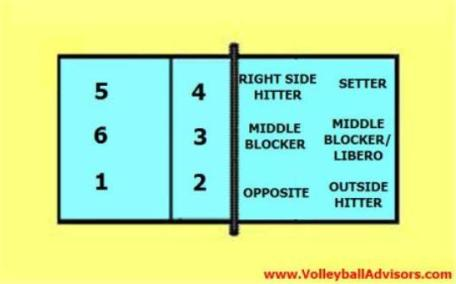 5
4
RIGHT SIDE
HITTER
SETTER
6
3
MIDDLE
BLOCKER
MIDDLE
BLOCKER/
LIBERO
1
2
OPPOSITE
OUTSIDE
HITTER
www.VolleyballAdvisors.com